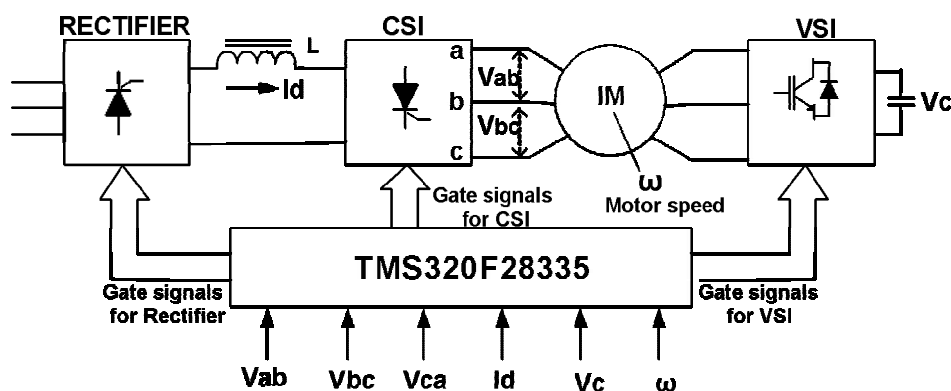 RECTIFIER
L
Id
CSI
a
b
c
Vab
Vbc
IM
ω
Motor speed
VSI
Vc
Gate signals
for CSI
TMS320F28335
Gate signals
for Rectifier
Gate signals
for VSI
Vab
Vbc
Vca
Id
Vc
ω